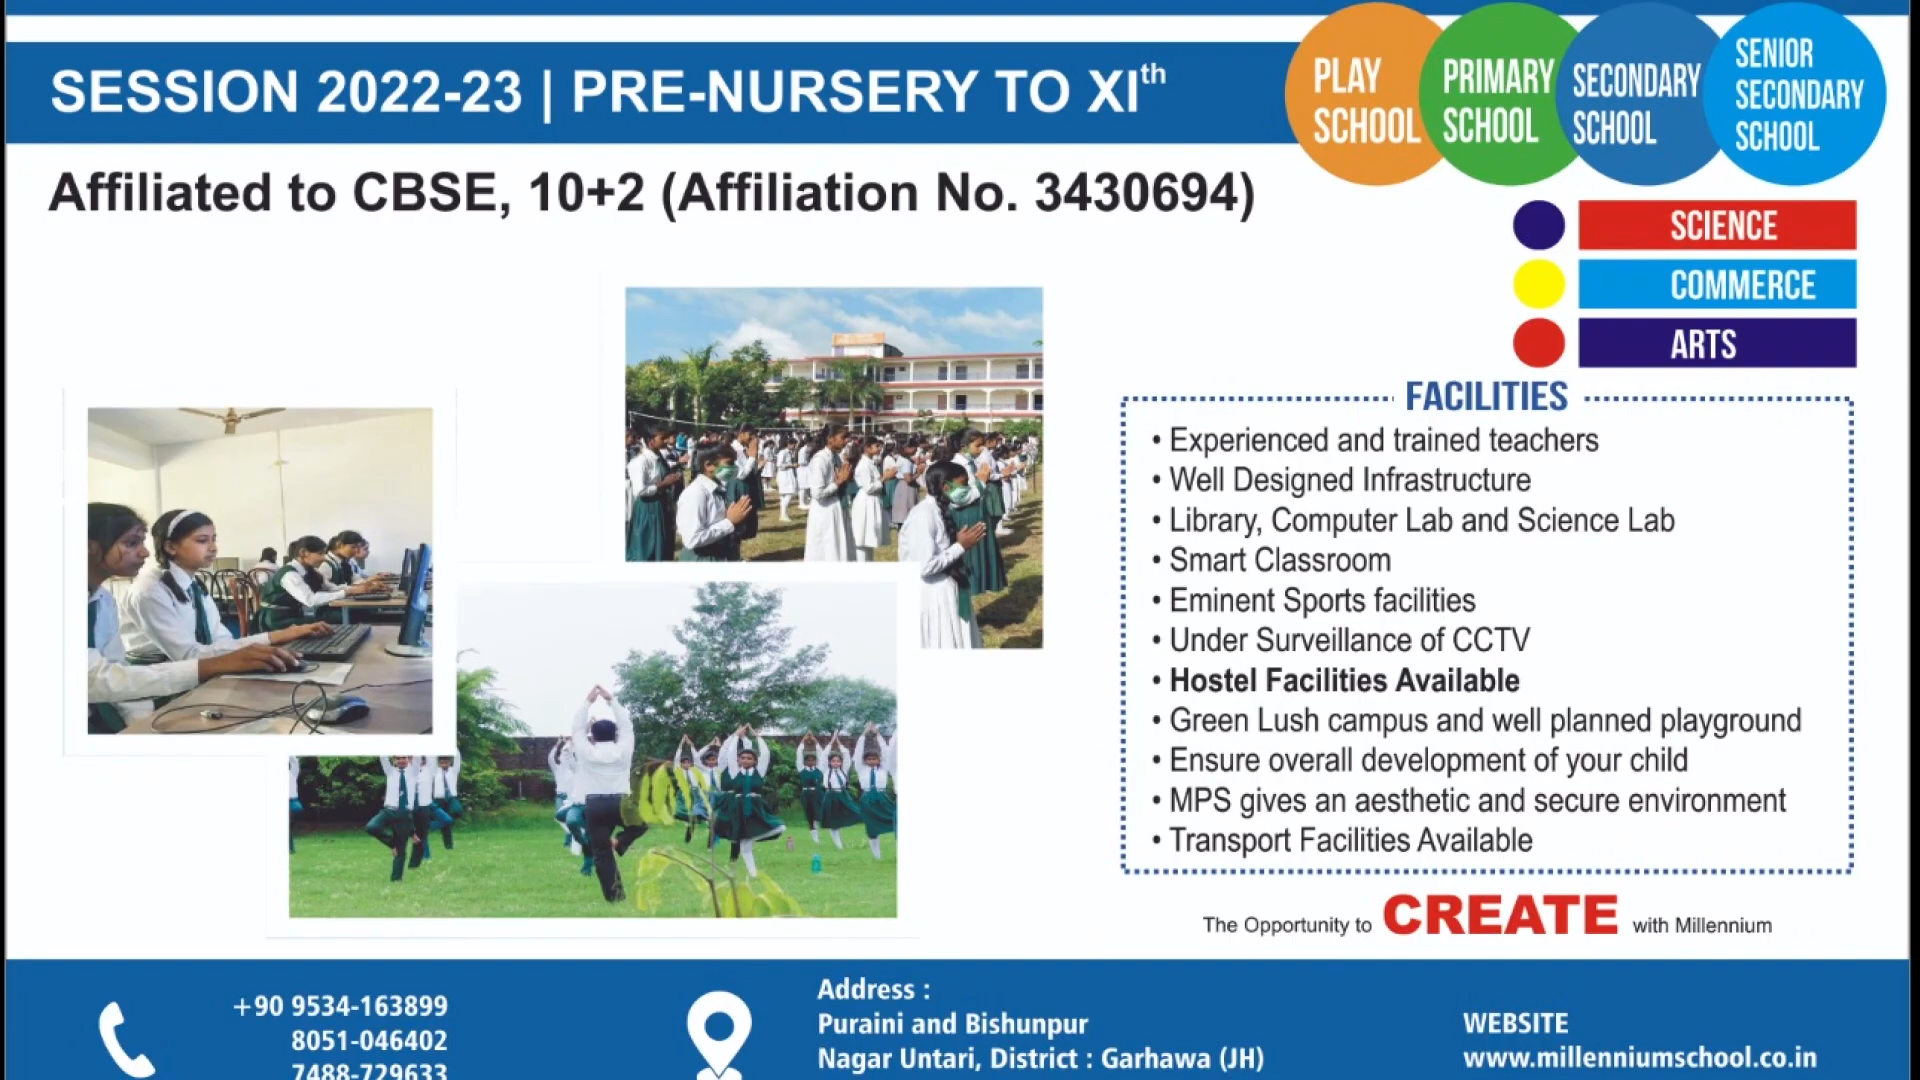 SESSION 2022-23 | PRE-NURSERY TO XIth
PLAY
SCHOOL
PRIMARY
SCHOOL
SECONDARY
SCHOOL
SENIOR
SECONDARY
SCHOOL
Affiliated to CBSE, 10+2 (Affiliation No. 3430694)
SCIENCE
COMMERCE
ARTS
FACILITIES
• Experienced and trained teachers
• Well Designed Infrastructure
• Library, Computer Lab and Science Lab
• Smart Classroom
• Eminent Sports facilities
• Under Surveillance of CCTV
• Hostel Facilities Available
• Green Lush campus and well planned playground
• Ensure overall development of your child
• MPS gives an aesthetic and secure environment
• Transport Facilities Available
The Opportunity to CREATE with Millennium
+90 9534-163899
8051-046402
7488-729633
Address :
Puraini and Bishunpur
Nagar Untari, District : Garhawa (JH)
WEBSITE
www.millenniumschool.co.in